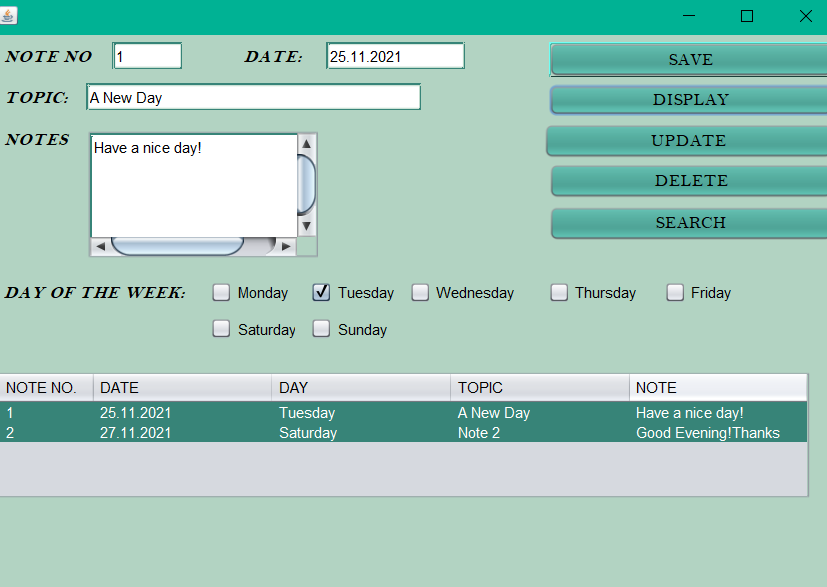 NOTE NO 1 DATE: 25.11.2021 SAVE
TOPIC: A New Day DISPLAY
NOTES Have a nice day! UPDATE
DELETE
SEARCH
DAY OF THE WEEK: Monday Tuesday Wednesday Thursday Friday
Saturday Sunday
NOTE NO. DATE DAY TOPIC NOTE
1 25.11.2021 Tuesday A New Day Have a nice day!
2 27.11.2021 Saturday Note 2 Good Evening!Thanks